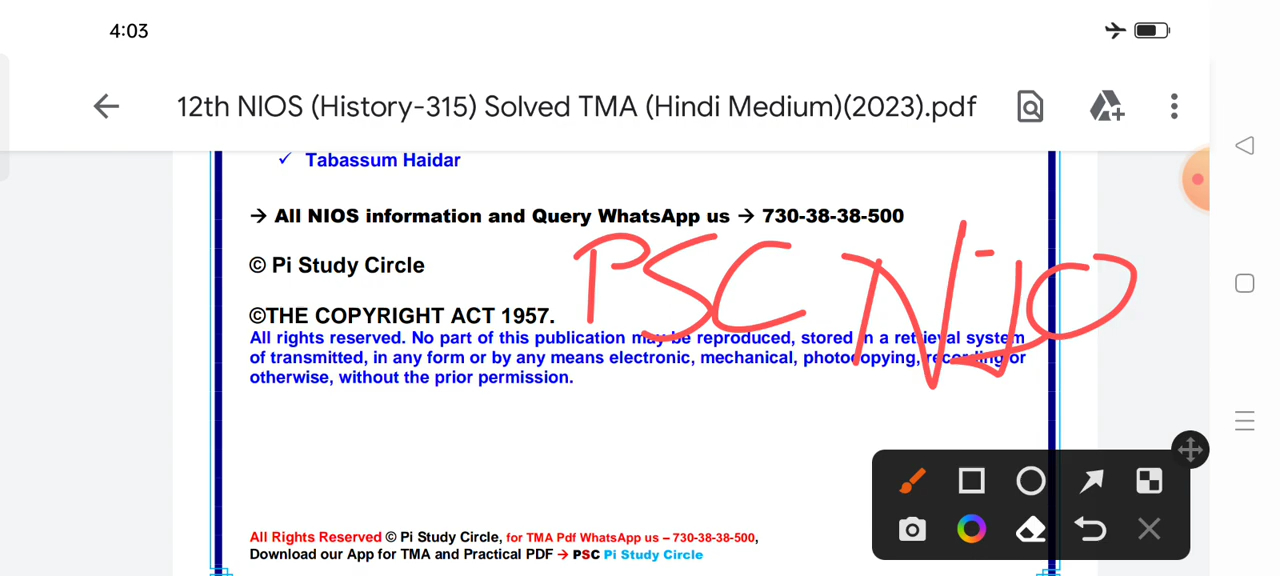 4:03
12th NIOS (History-315) Solved TMA (Hindi Medium)(2023).pdf
✓ Tabassum Haidar
→ All NIOS information and Query WhatsApp us → 730-38-38-500
© Pi Study Circle
PSC NiO
©THE COPYRIGHT ACT 1957.
All rights reserved. No part of this publication may be reproduced, stored in a retrieval system
of transmitted, in any form or by any means electronic, mechanical, photocopying, recording or
otherwise, without the prior permission.
All Rights Reserved © Pi Study Circle, for TMA Pdf WhatsApp us – 730-38-38-500,
Download our App for TMA and Practical PDF → PSC Pi Study Circle